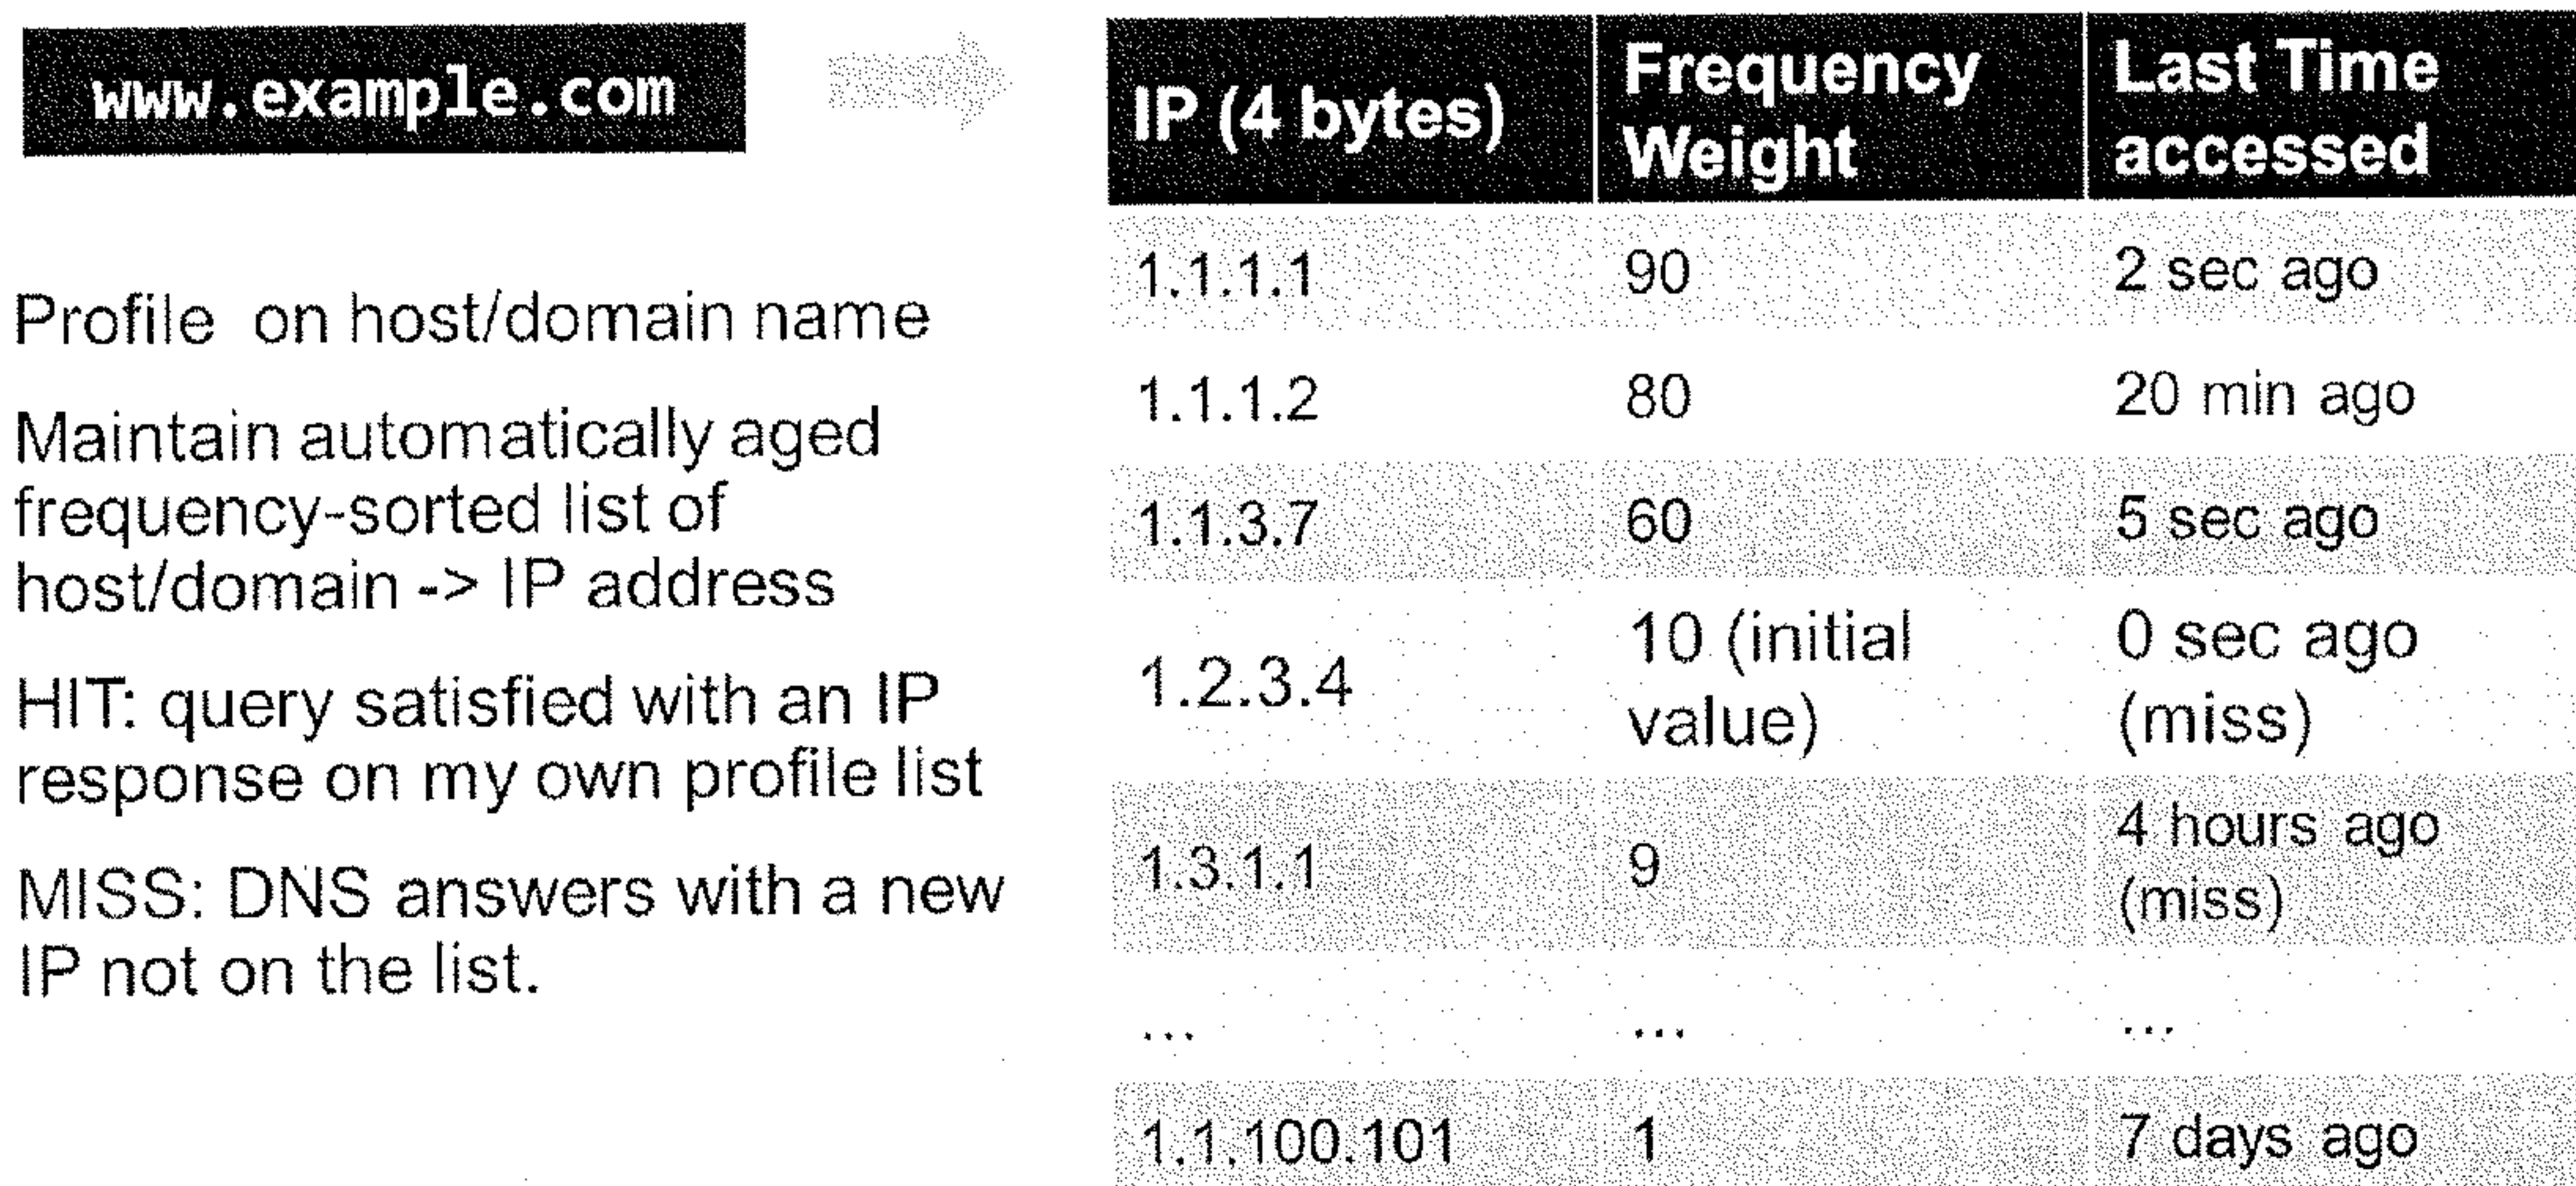 www.example.com
Profile on host/domain name
Maintain automatically aged
frequency-sorted list of
host/domain -> IP address
HIT: query satisfied with an IP
response on my own profile list
MISS: DNS answers with a new
IP not on the list.
IP (4 bytes) Frequency Weight Last Time accessed
1.1.1.1 90 2 sec ago
1.1.1.2 80 20 min ago
1.1.3.7 60 5 sec ago
1.2.3.4 10 (initial value) 0 sec ago (miss)
1.3.1.1 9 4 hours ago (miss)
... ... ...
1.1.100.101 1 7 days ago